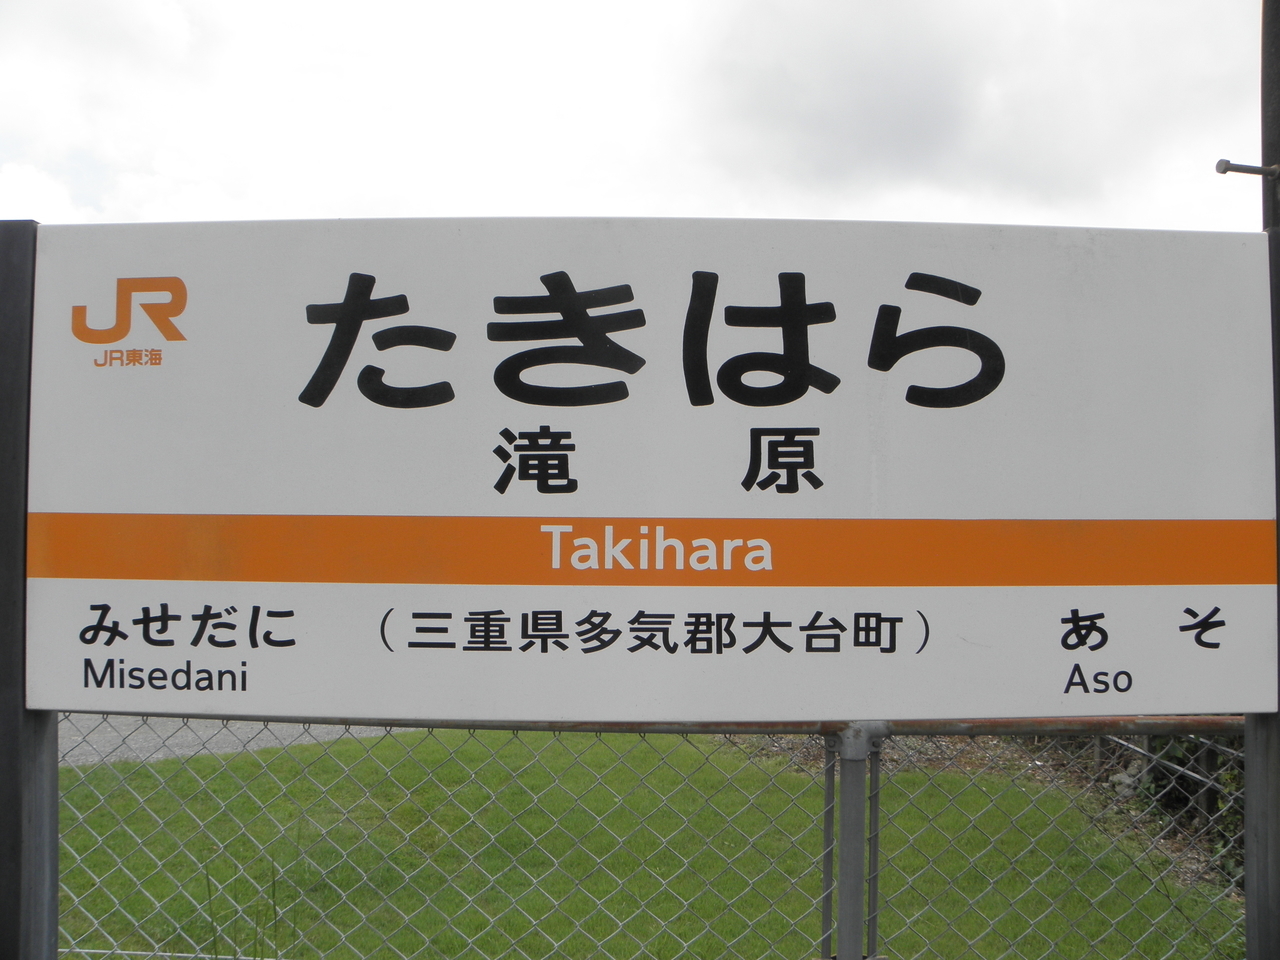 JR
JR東海
たきはら
滝原
Takihara
みせだに (三重県多気郡大台町) あそ
Misedani Aso